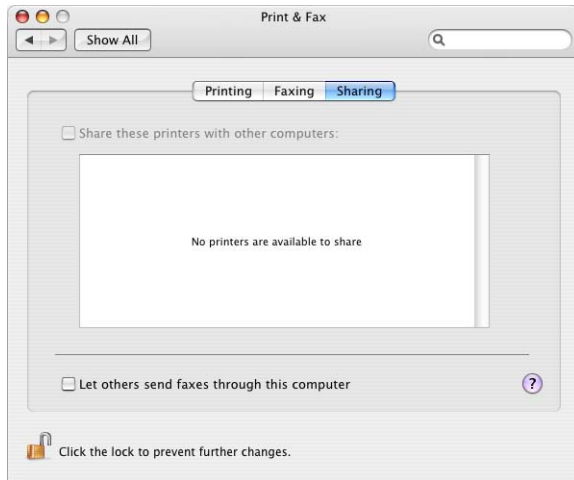 Print & Fax
Show All
Printing Faxing Sharing
Share these printers with other computers:
No printers are available to share
Let others send faxes through this computer
?
Click the lock to prevent further changes.